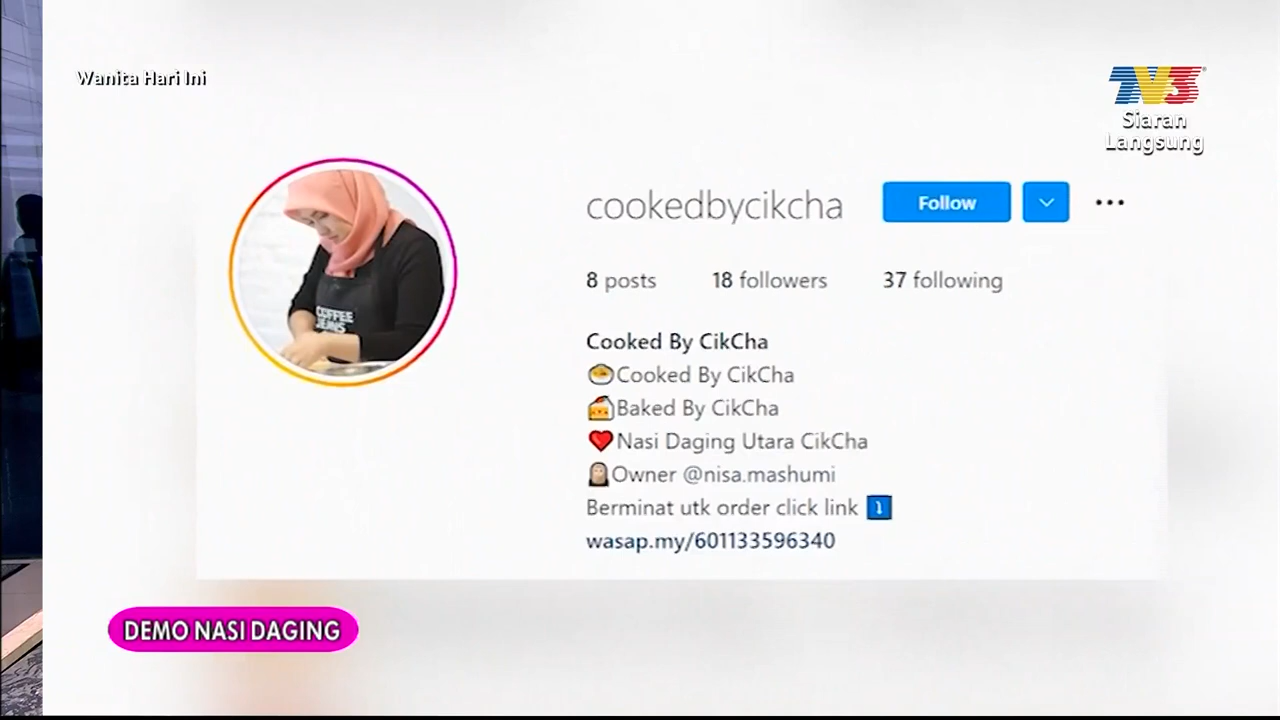 Wanita Hari Ini
TV3
Siaran
Langsung
cookedbycikcha
Follow
8 posts 18 followers 37 following
Cooked By CikCha
Cooked By CikCha
Baked By CikCha
Nasi Daging Utara CikCha
Owner @nisa.mashumi
Berminat utk order click link
wasap.my/601133596340
COFFEE
JEANS
DEMO NASI DAGING